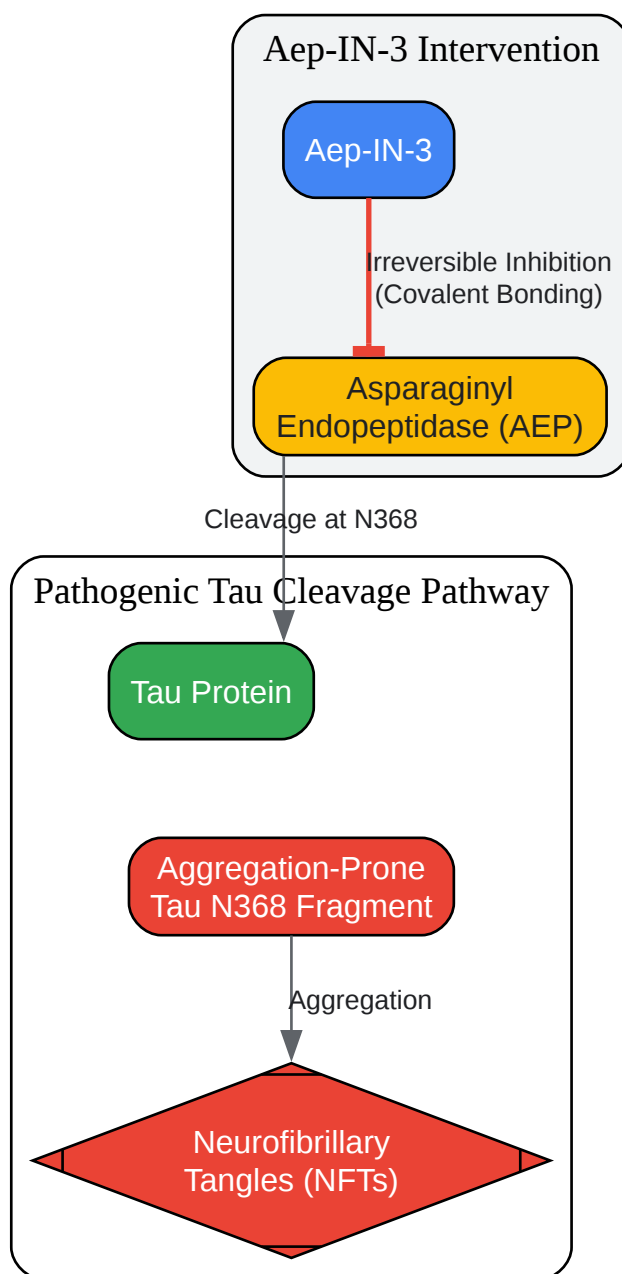 Aep-IN-3 Intervention
Aep-IN-3
Irreversible Inhibition
(Covalent Bonding)
Asparaginyl
Endopeptidase (AEP)
Cleavage at N368
Pathogenic Tau Cleavage Pathway
Tau Protein
Aggregation-Prone
Tau N368 Fragment
Aggregation
Neurofibrillary
Tangles (NFTs)